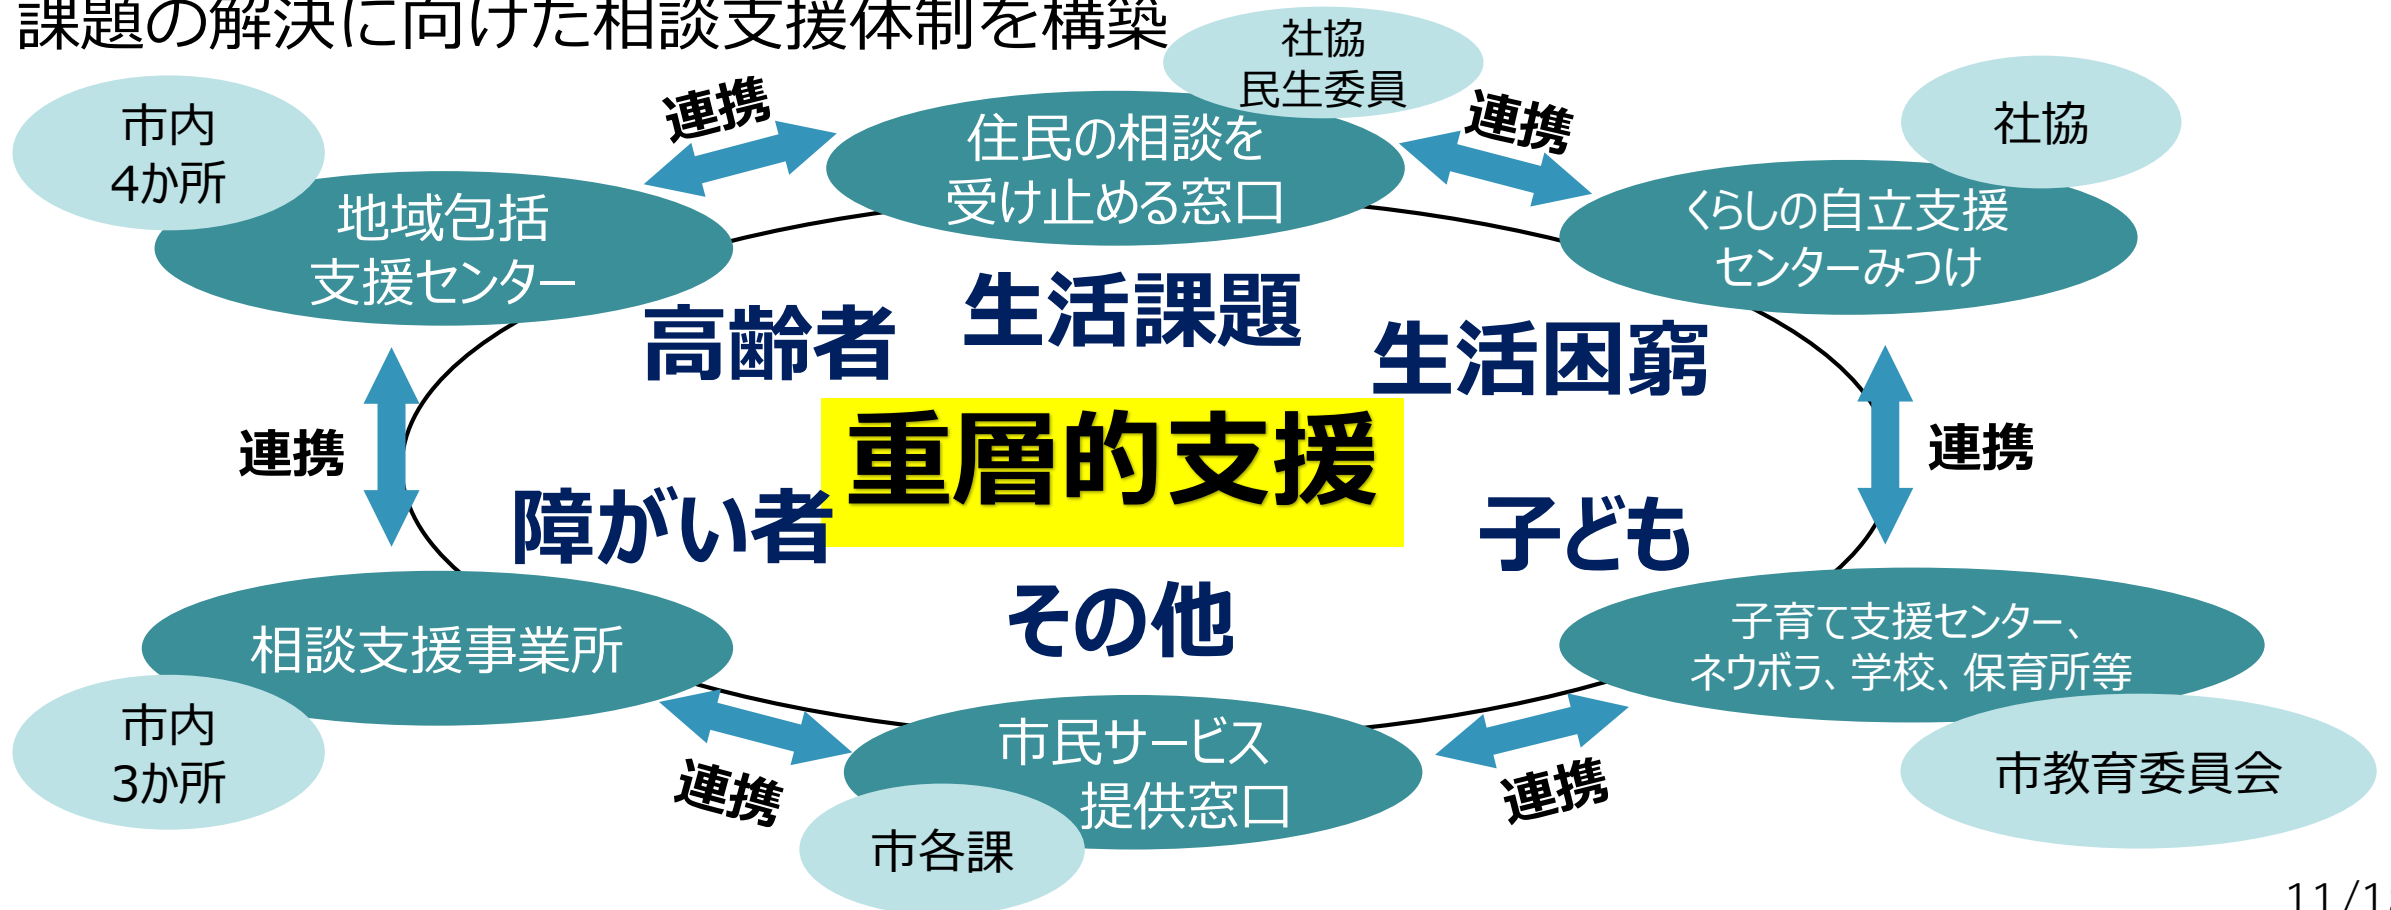 課題の解決に向けた相談支援体制を構築
社協
民生委員
連携
連携
社協
市内
4か所
住民の相談を
受け止める窓口
地域包括
支援センター
くらしの自立支援
センターみつけ
高齢者
生活課題
生活困窮
連携
重層的支援
連携
障がい者
子ども
その他
相談支援事業所
子育て支援センター、
ネウボラ、学校、保育所等
市内
3か所
市民サービス
提供窓口
連携
連携
市教育委員会
市各課
11/1